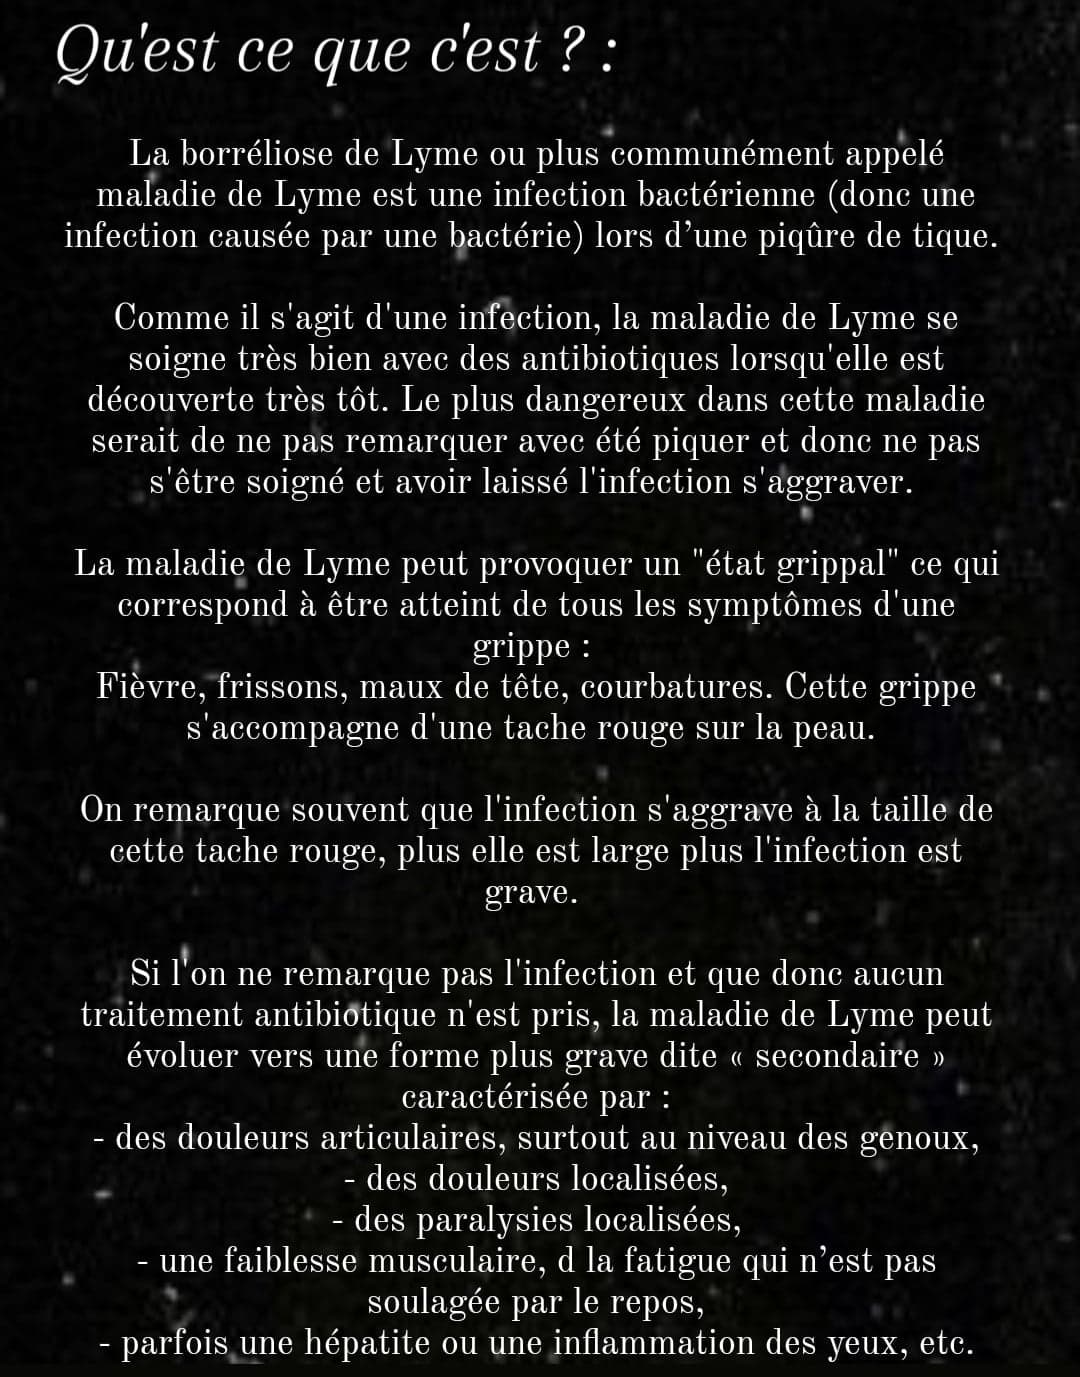 Qu'est ce que c'est ? :
La borréliose de Lyme ou plus communément appelé
maladie de Lyme est une infection bactérienne (donc une
infection causée par une bactérie) lors d’une piqûre de tique.
Comme il s'agit d'une infection, la maladie de Lyme se
soigne très bien avec des antibiotiques lorsqu'elle est
découverte très tôt. Le plus dangereux dans cette maladie
serait de ne pas remarquer avec été piquer et donc ne pas
s'être soigné et avoir laissé l'infection s'aggraver.
La maladie de Lyme peut provoquer un "état grippal" ce qui
correspond à être atteint de tous les symptômes d'une
grippe :
Fièvre, frissons, maux de tête, courbatures. Cette grippe
s'accompagne d'une tache rouge sur la peau.
On remarque souvent que l'infection s'aggrave à la taille de
cette tache rouge, plus elle est large plus l'infection est
grave.
Si l'on ne remarque pas l'infection et que donc aucun
traitement antibiotique n'est pris, la maladie de Lyme peut
évoluer vers une forme plus grave dite « secondaire »
caractérisée par :
- des douleurs articulaires, surtout au niveau des genoux,
- des douleurs localisées,
- des paralysies localisées,
- une faiblesse musculaire, d la fatigue qui n’est pas
soulagée par le repos,
- parfois une hépatite ou une inflammation des yeux, etc.